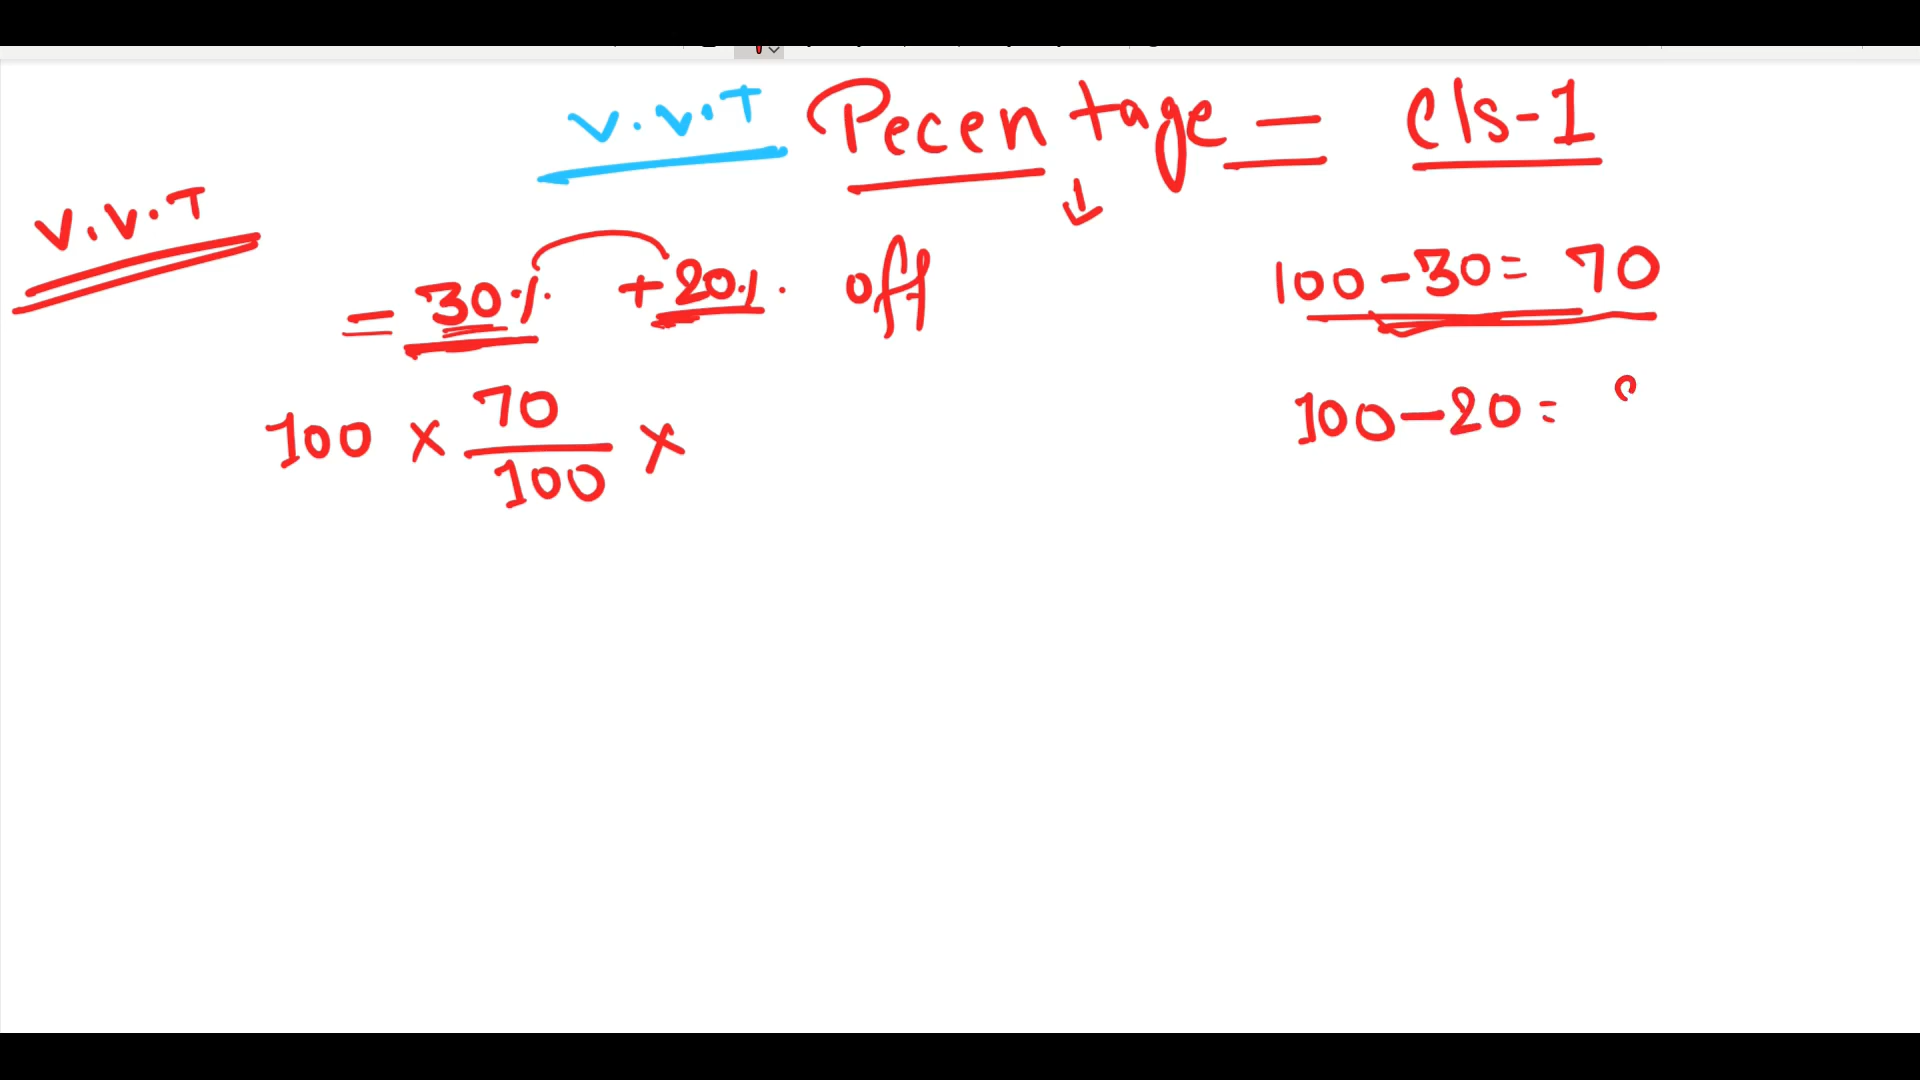 v.v.T Pecentage = cls-1
v.v.T
= 30% +20% off
100 - 30 = 70
100 × 70/100 ×
100 - 20 =